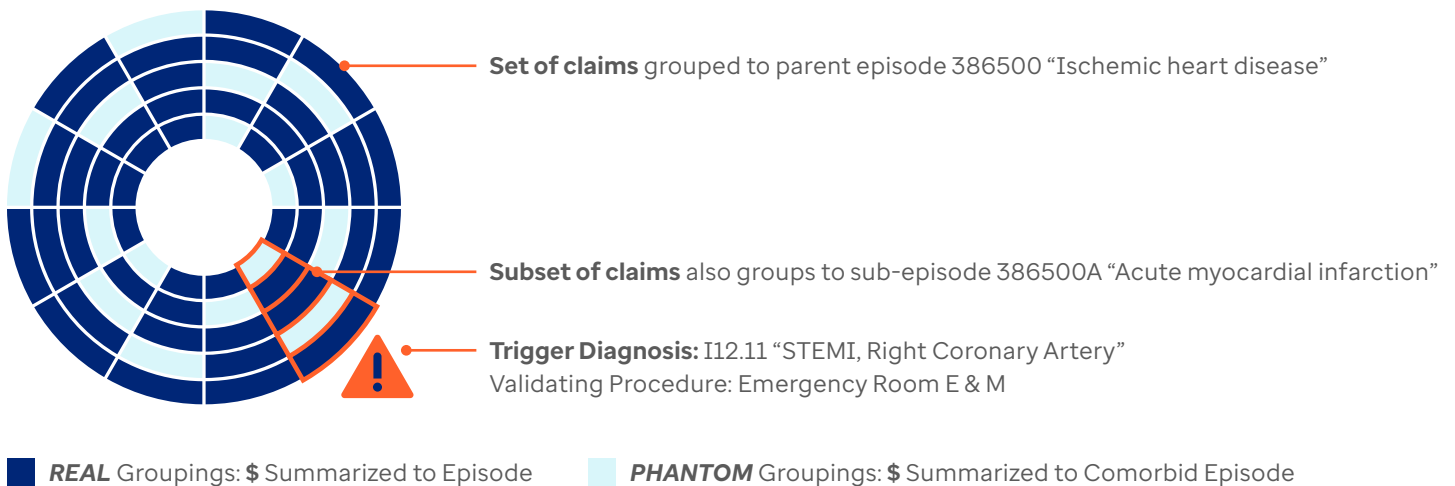 Set of claims grouped to parent episode 386500 “Ischemic heart disease”
Subset of claims also groups to sub-episode 386500A “Acute myocardial infarction”
Trigger Diagnosis: I12.11 “STEMI, Right Coronary Artery”
Validating Procedure: Emergency Room E & M
REAL Groupings: $ Summarized to Episode
PHANTOM Groupings: $ Summarized to Comorbid Episode